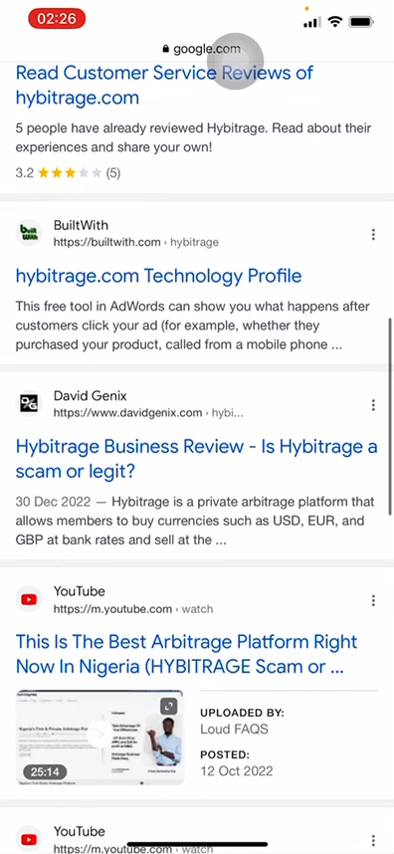 02:26
google.com
Read Customer Service Reviews of
hybitrage.com
5 people have already reviewed Hybitrage. Read about their
experiences and share your own!
3.2 ★★★☆☆ (5)
BuiltWith
https://builtwith.com › hybitrage
hybitrage.com Technology Profile
This free tool in AdWords can show you what happens after
customers click your ad (for example, whether they
purchased your product, called from a mobile phone ...
David Genix
https://www.davidgenix.com › hybi...
Hybitrage Business Review - Is Hybitrage a
scam or legit?
30 Dec 2022 — Hybitrage is a private arbitrage platform that
allows members to buy currencies such as USD, EUR, and
GBP at bank rates and sell at the ...
YouTube
https://m.youtube.com › watch
This Is The Best Arbitrage Platform Right
Now In Nigeria (HYBITRAGE Scam or ...
25:14
UPLOADED BY:
Loud FAQS
POSTED:
12 Oct 2022
YouTube
https://m.youtube.com › watch